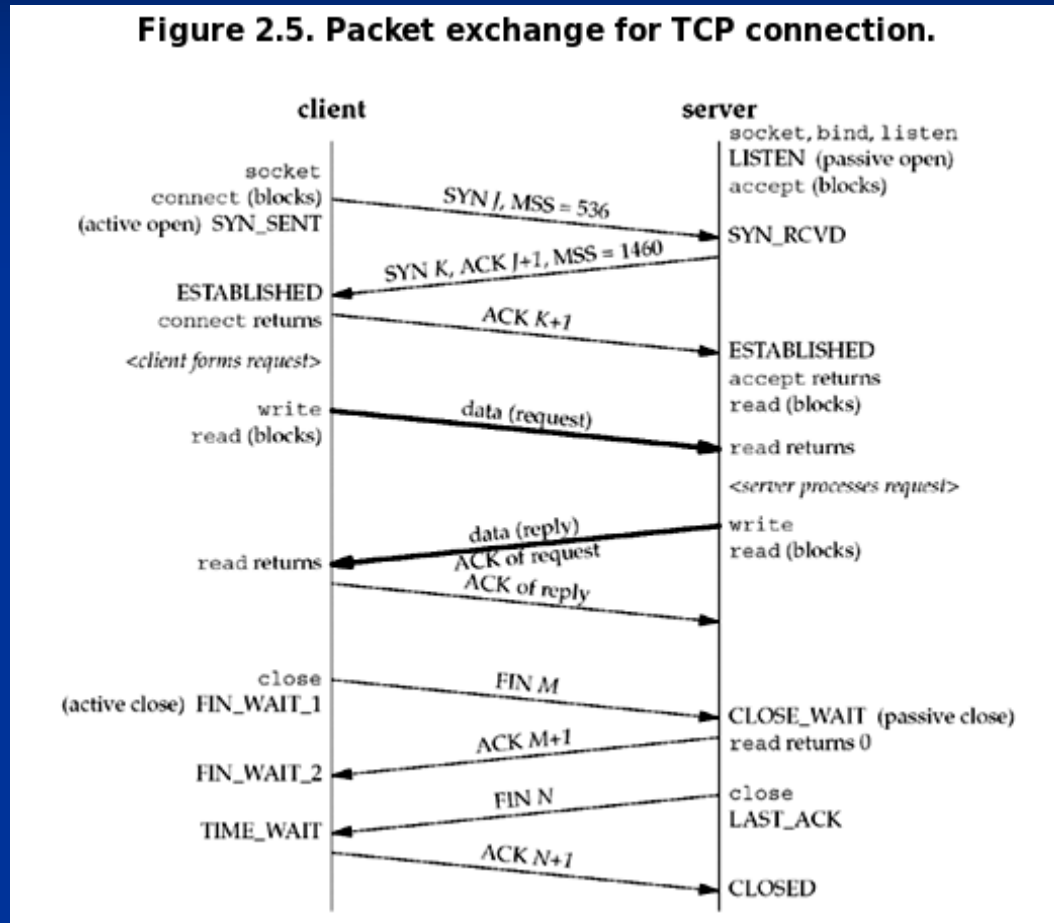 Figure 2.5. Packet exchange for TCP connection.
client
server
socket, bind, listen
LISTEN (passive open)
accept (blocks)
socket
connect (blocks)
(active open) SYN_SENT
SYN J, MSS = 536
SYN_RCVD
SYN K, ACK J+1, MSS = 1460
ESTABLISHED
connect returns
ACK K+1
<client forms request>
ESTABLISHED
accept returns
read (blocks)
write
read (blocks)
data (request)
read returns
<server processes request>
write
read (blocks)
data (reply)
ACK of request
read returns
ACK of reply
close
(active close) FIN_WAIT_1
FIN M
CLOSE_WAIT (passive close)
read returns 0
ACK M+1
FIN_WAIT_2
close
LAST_ACK
FIN N
TIME_WAIT
ACK N+1
CLOSED